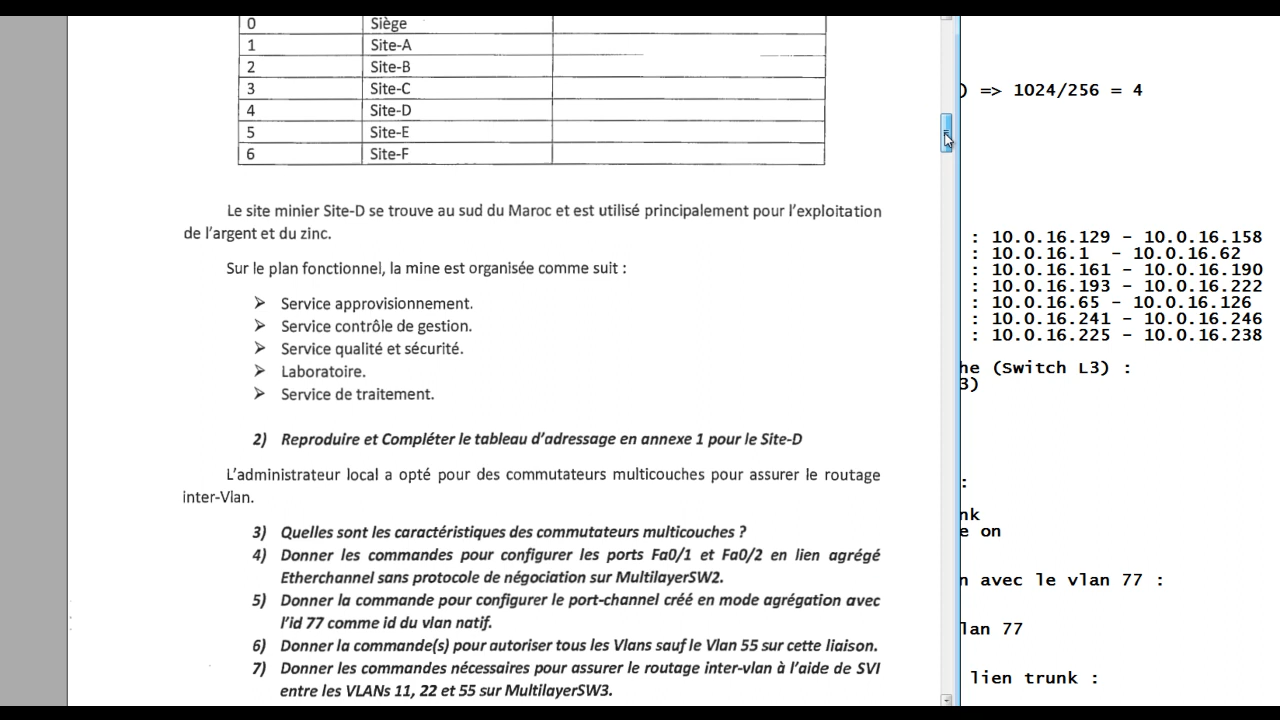 0 Siège
1 Site-A
2 Site-B
3 Site-C
4 Site-D
5 Site-E
6 Site-F
Le site minier Site-D se trouve au sud du Maroc et est utilisé principalement pour l'exploitation
de l'argent et du zinc.
Sur le plan fonctionnel, la mine est organisée comme suit :
➢ Service approvisionnement.
➢ Service contrôle de gestion.
➢ Service qualité et sécurité.
➢ Laboratoire.
➢ Service de traitement.
2) Reproduire et Compléter le tableau d'adressage en annexe 1 pour le Site-D
L'administrateur local a opté pour des commutateurs multicouches pour assurer le routage
inter-Vlan.
3) Quelles sont les caractéristiques des commutateurs multicouches ?
4) Donner les commandes pour configurer les ports Fa0/1 et Fa0/2 en lien agrégé
Etherchannel sans protocole de négociation sur MultilayerSW2.
5) Donner la commande pour configurer le port-channel créé en mode agrégation avec
l'id 77 comme id du vlan natif.
6) Donner la commande(s) pour autoriser tous les Vlans sauf le Vlan 55 sur cette liaison.
7) Donner les commandes nécessaires pour assurer le routage inter-vlan à l'aide de SVI
entre les VLANs 11, 22 et 55 sur MultilayerSW3.
) => 1024/256 = 4
: 10.0.16.129 - 10.0.16.158
: 10.0.16.1 - 10.0.16.62
: 10.0.16.161 - 10.0.16.190
: 10.0.16.193 - 10.0.16.222
: 10.0.16.65 - 10.0.16.126
: 10.0.16.241 - 10.0.16.246
: 10.0.16.225 - 10.0.16.238
he (Switch L3) :
3)
:
nk
e on
n avec le vlan 77 :
lan 77
lien trunk :